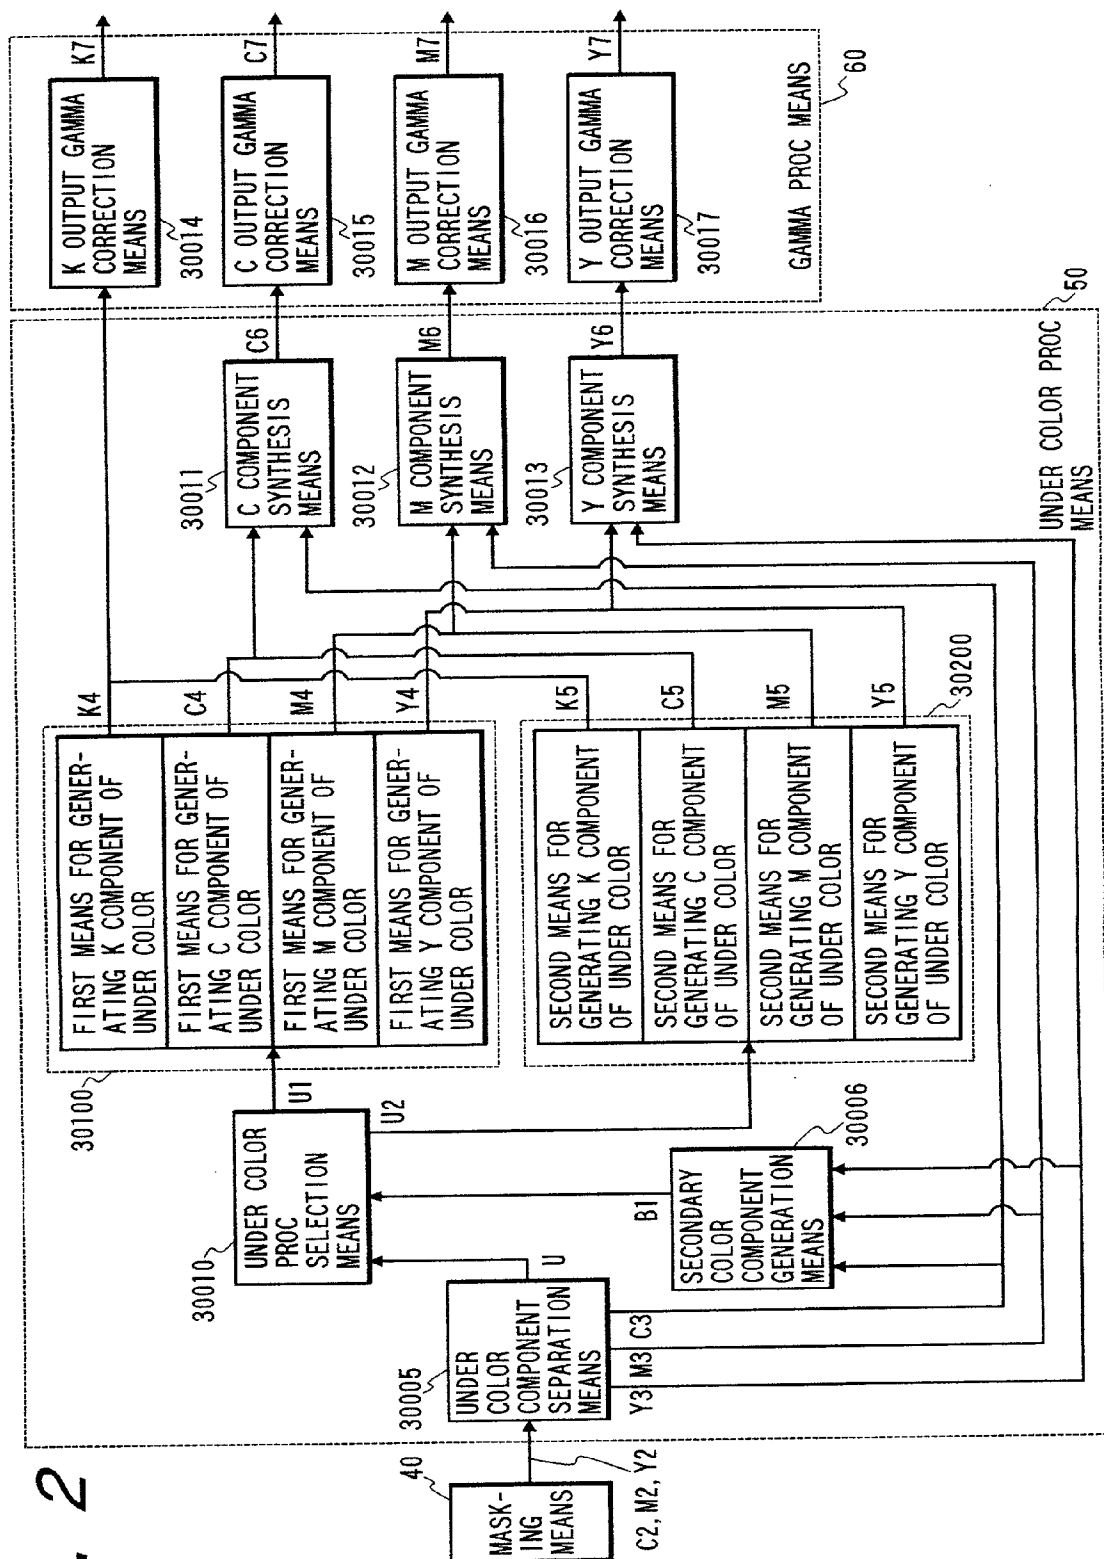 . 2
40
MASK-
ING
MEANS
C2, M2, Y2
30005
UNDER
COLOR
COMPONENT
SEPARATION
MEANS
U
Y3
M3
C3
30010
UNDER COLOR
PROC
SELECTION
MEANS
U1
U2
B1
SECONDARY
COLOR
COMPONENT
GENERATION
MEANS
30006
30100
FIRST MEANS FOR GENER-
ATING K COMPONENT OF
UNDER COLOR
FIRST MEANS FOR GENER-
ATING C COMPONENT OF
UNDER COLOR
FIRST MEANS FOR GENER-
ATING M COMPONENT OF
UNDER COLOR
FIRST MEANS FOR GENER-
ATING Y COMPONENT OF
UNDER COLOR
K4
C4
M4
Y4
SECOND MEANS FOR
GENERATING K COMPONENT
OF UNDER COLOR
SECOND MEANS FOR
GENERATING C COMPONENT
OF UNDER COLOR
SECOND MEANS FOR
GENERATING M COMPONENT
OF UNDER COLOR
SECOND MEANS FOR
GENERATING Y COMPONENT
OF UNDER COLOR
K5
C5
M5
Y5
30200
30011
C COMPONENT
SYNTHESIS
MEANS
C6
30012
M COMPONENT
SYNTHESIS
MEANS
M6
30013
Y COMPONENT
SYNTHESIS
MEANS
Y6
UNDER COLOR PROC
MEANS
50
K OUTPUT GAMMA
CORRECTION
MEANS
30014
K7
C OUTPUT GAMMA
CORRECTION
MEANS
30015
C7
M OUTPUT GAMMA
CORRECTION
MEANS
30016
M7
Y OUTPUT GAMMA
CORRECTION
MEANS
30017
Y7
GAMMA PROC MEANS
60